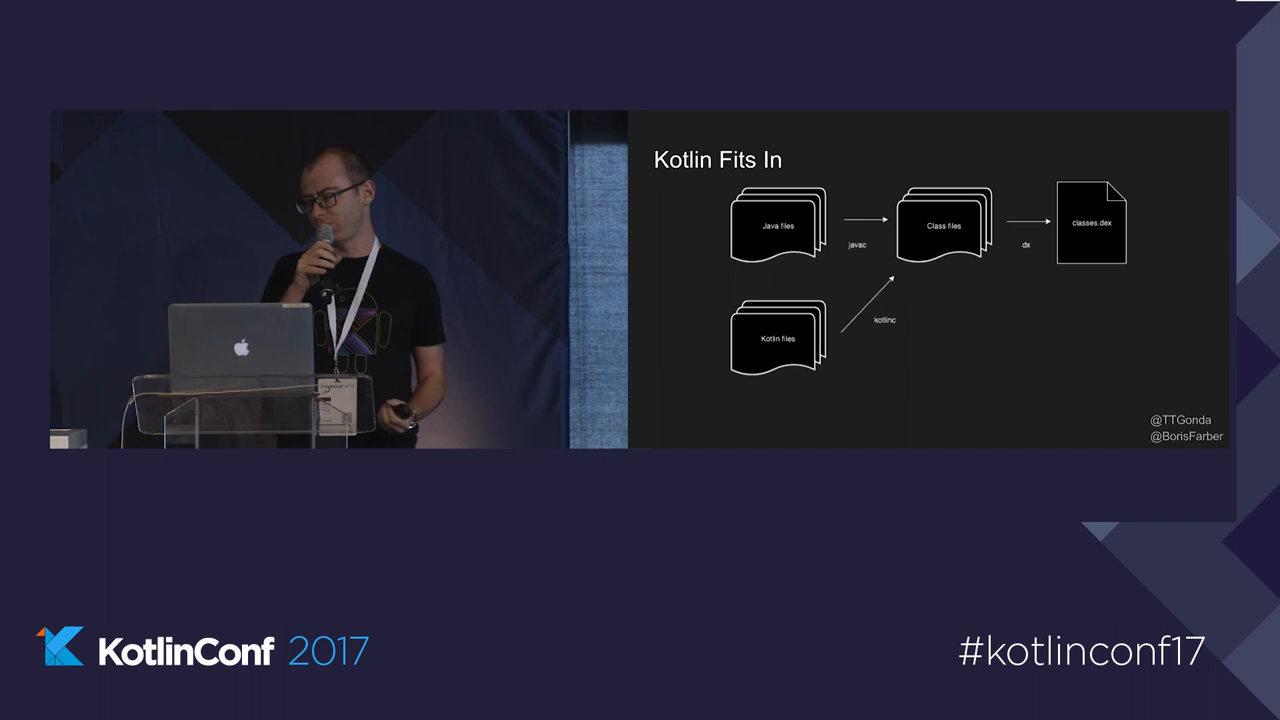 Kotlin Fits In
Java files
javac
Class files
dx
classes.dex
Kotlin files
kotlinc
@TTGonda
@BorisFarber
KotlinConf 2017
#kotlinconf17